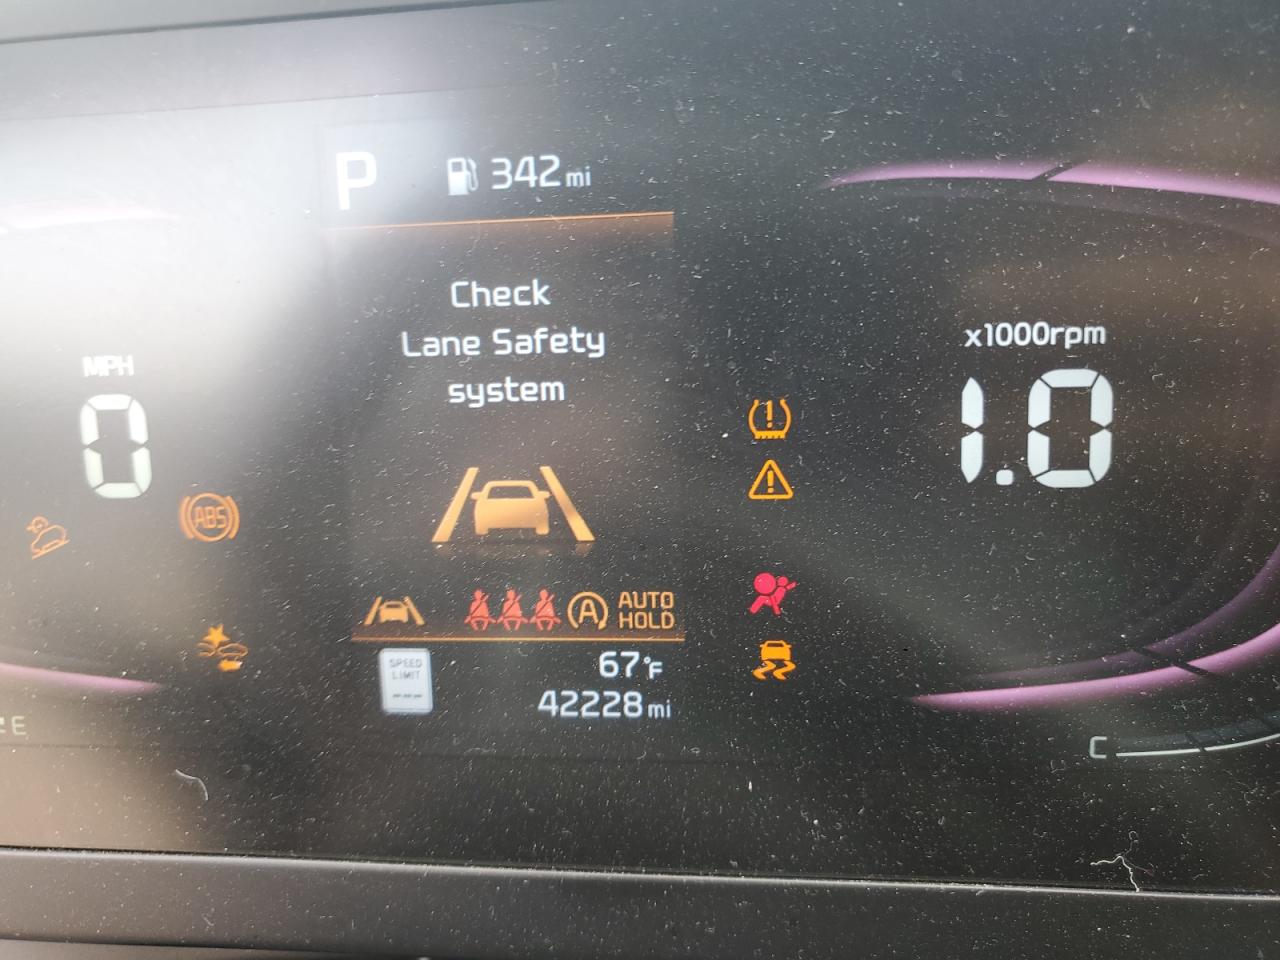 P
342 mi
Check
Lane Safety
system
MPH
0
x1000rpm
1.0
ABS
A
AUTO
HOLD
SPEED
LIMIT
---
67°F
42228 mi
E
C